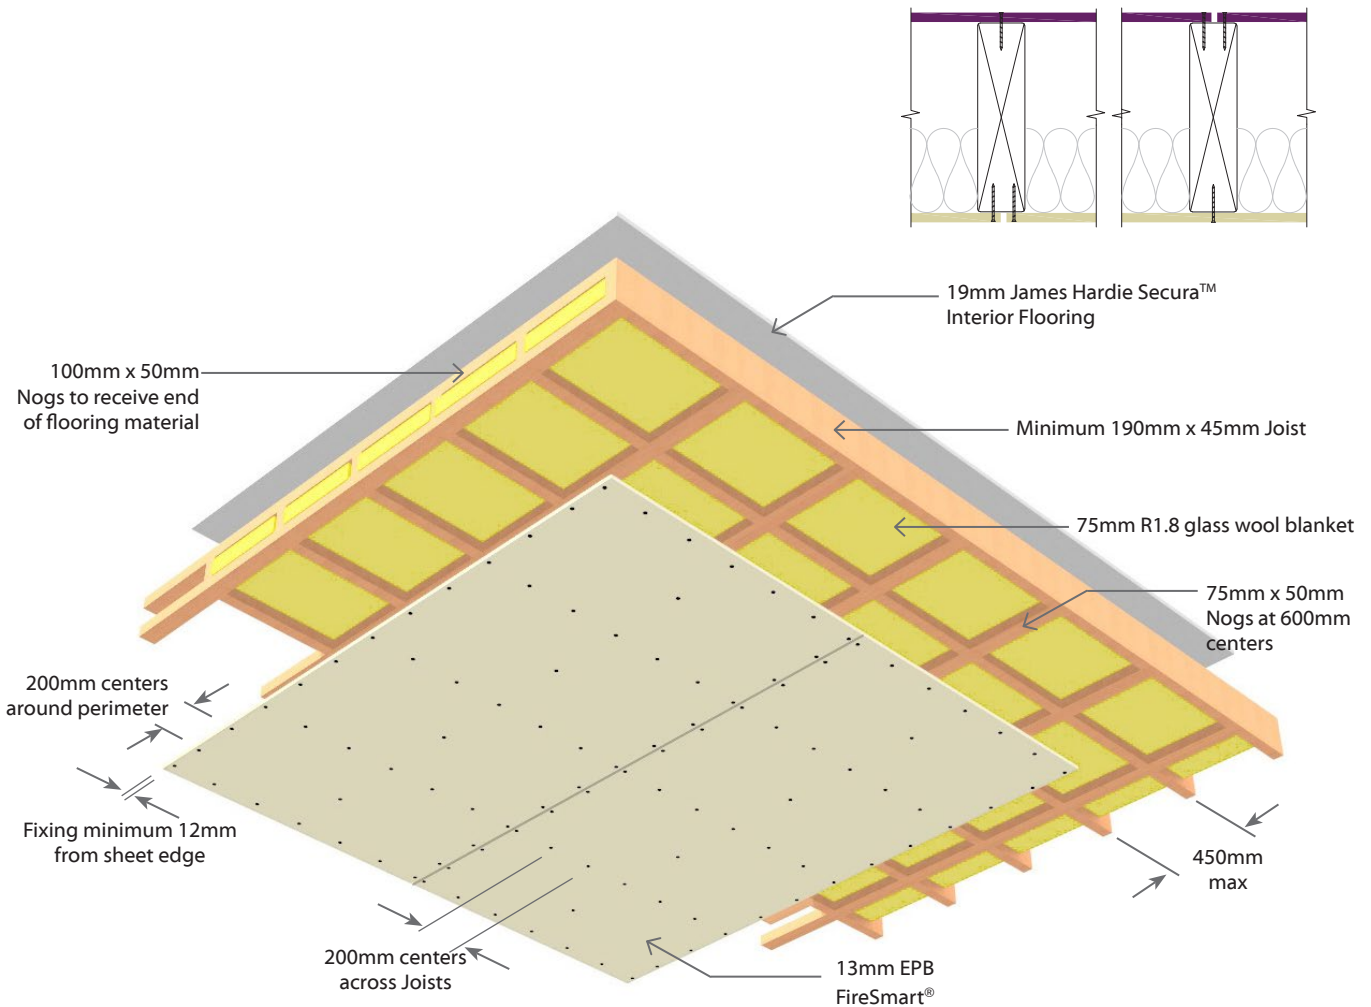 19mm James Hardie Secura™
Interior Flooring
100mm x 50mm
Nogs to receive end
of flooring material
Minimum 190mm x 45mm Joist
75mm R1.8 glass wool blanket
75mm x 50mm
Nogs at 600mm
centers
200mm centers
around perimeter
Fixing minimum 12mm
from sheet edge
450mm
max
200mm centers
across Joists
13mm EPB
FireSmart®